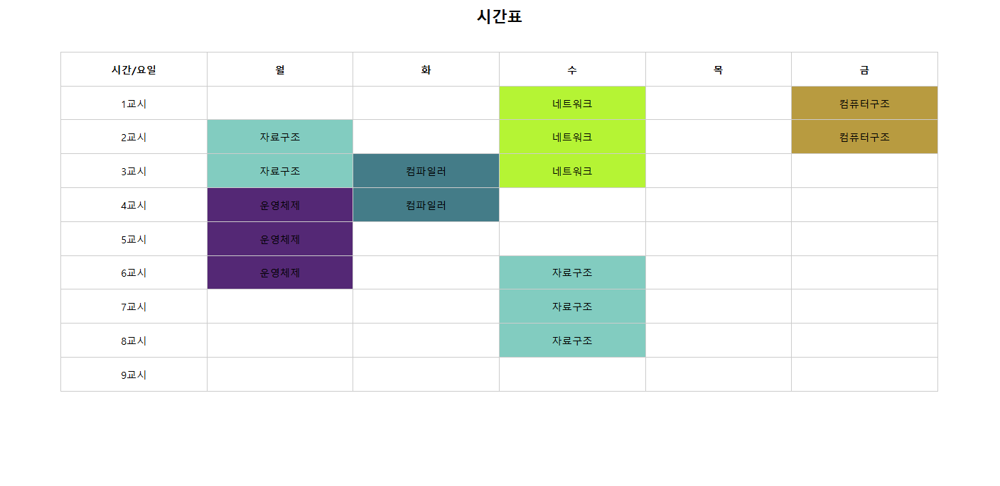 시간표
시간/요일 월 화 수 목 금
1교시 네트워크 컴퓨터구조
2교시 자료구조 네트워크 컴퓨터구조
3교시 자료구조 컴파일러 네트워크
4교시 운영체제 컴파일러
5교시 운영체제
6교시 운영체제 자료구조
7교시 자료구조
8교시 자료구조
9교시